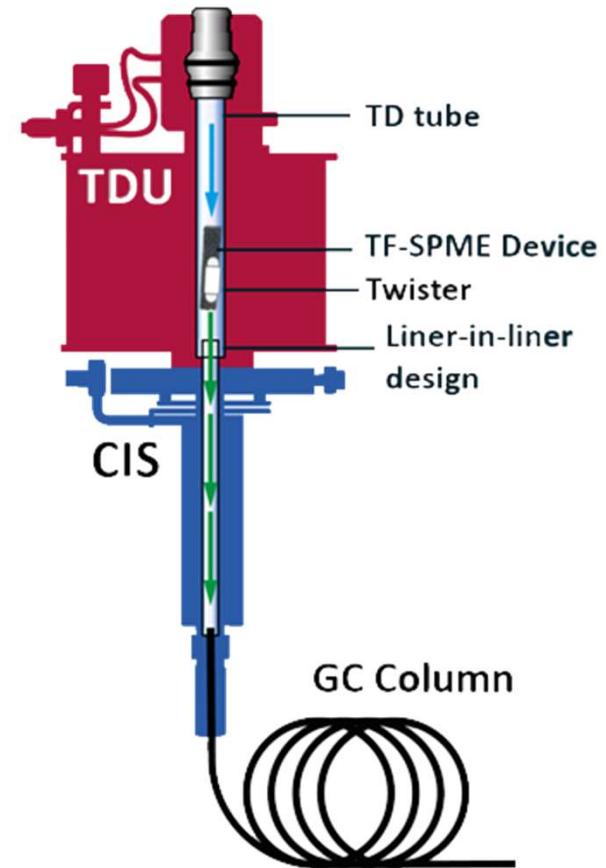 TD tube
TDU
TF-SPME Device
Twister
Liner-in-liner
design
CIS
GC Column